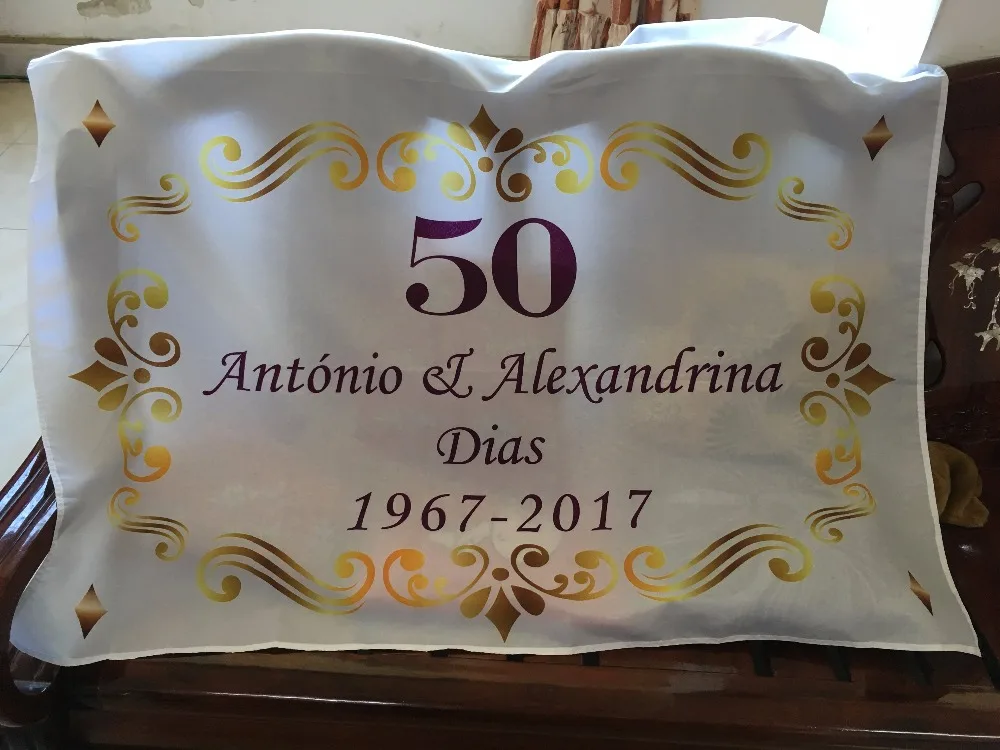 50
António & Alexandrina
Dias
1967-2017